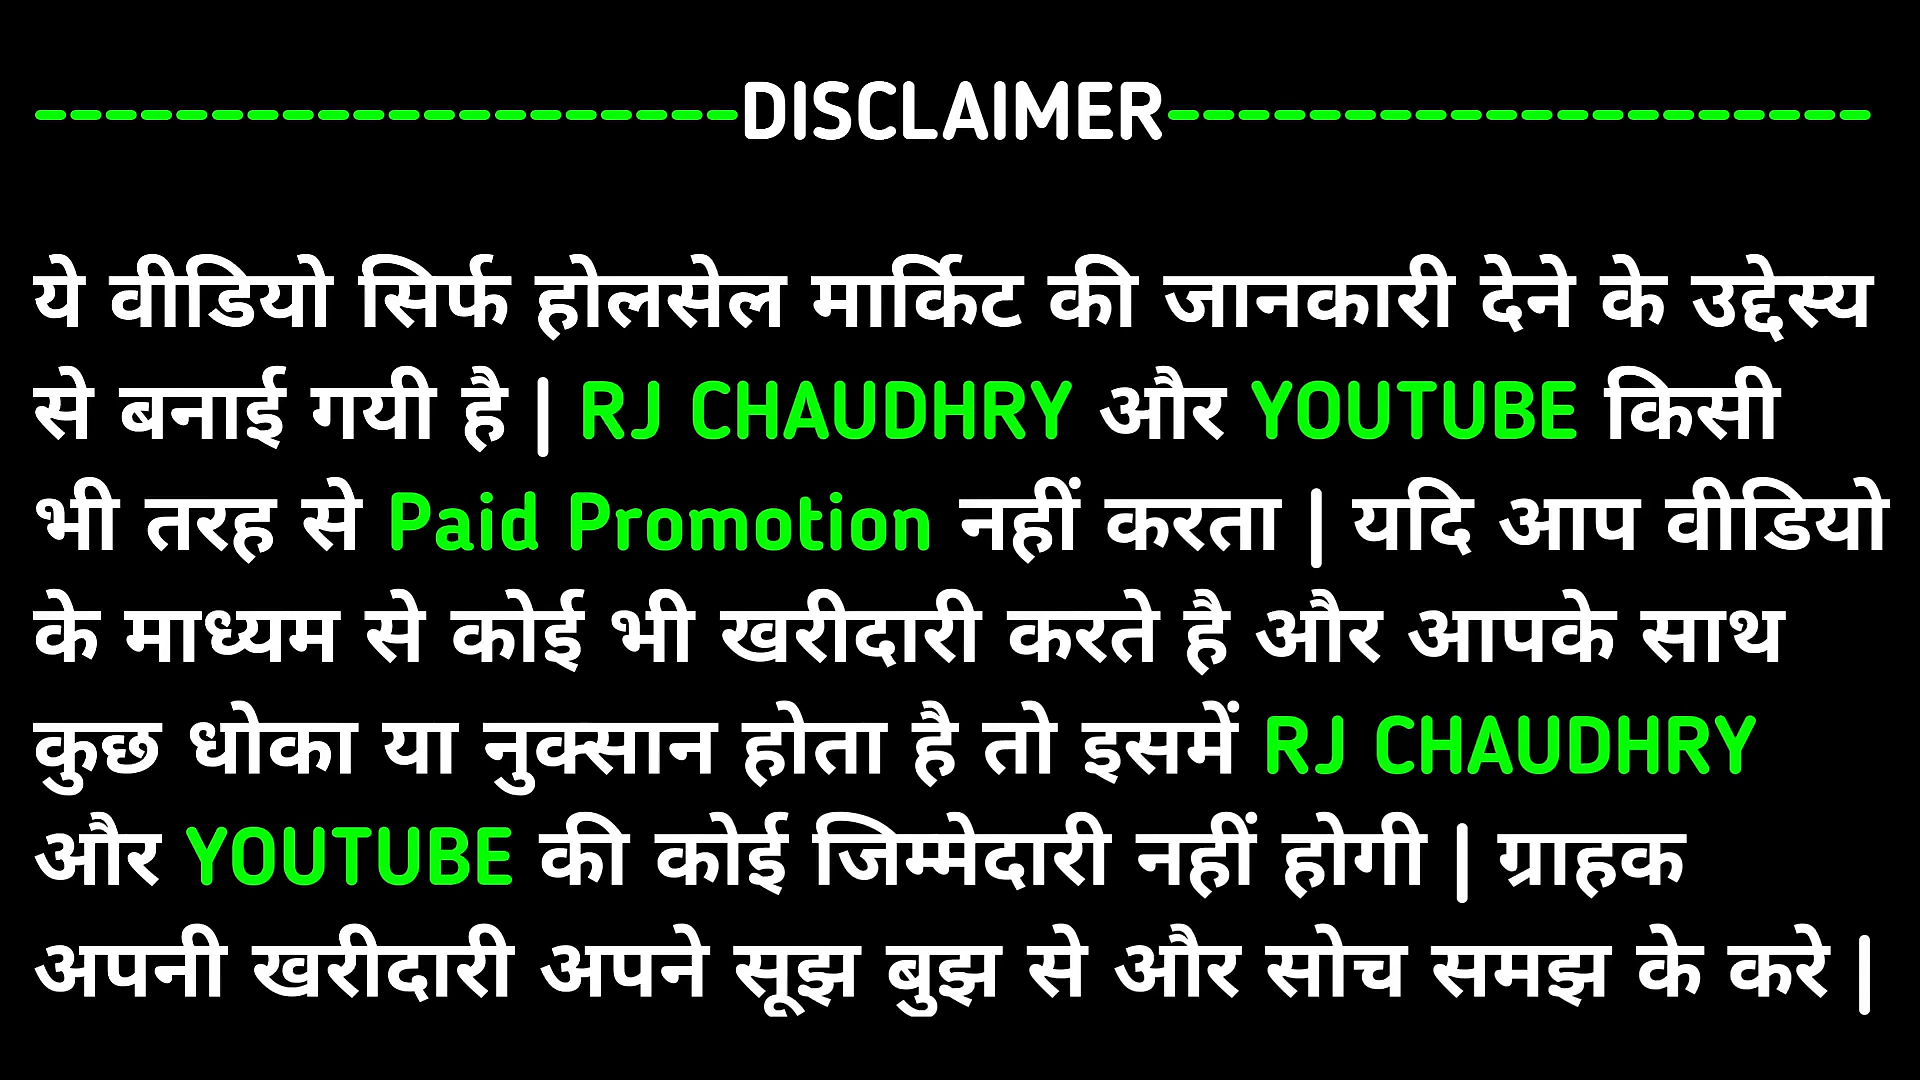 --------------------DISCLAIMER--------------------
ये वीडियो सिर्फ होलसेल मार्किट की जानकारी देने के उद्देस्य
से बनाई गयी है | RJ CHAUDHRY और YOUTUBE किसी
भी तरह से Paid Promotion नहीं करता | यदि आप वीडियो
के माध्यम से कोई भी खरीदारी करते है और आपके साथ
कुछ धोका या नुक्सान होता है तो इसमें RJ CHAUDHRY
और YOUTUBE की कोई जिम्मेदारी नहीं होगी | ग्राहक
अपनी खरीदारी अपने सूझ बुझ से और सोच समझ के करे |